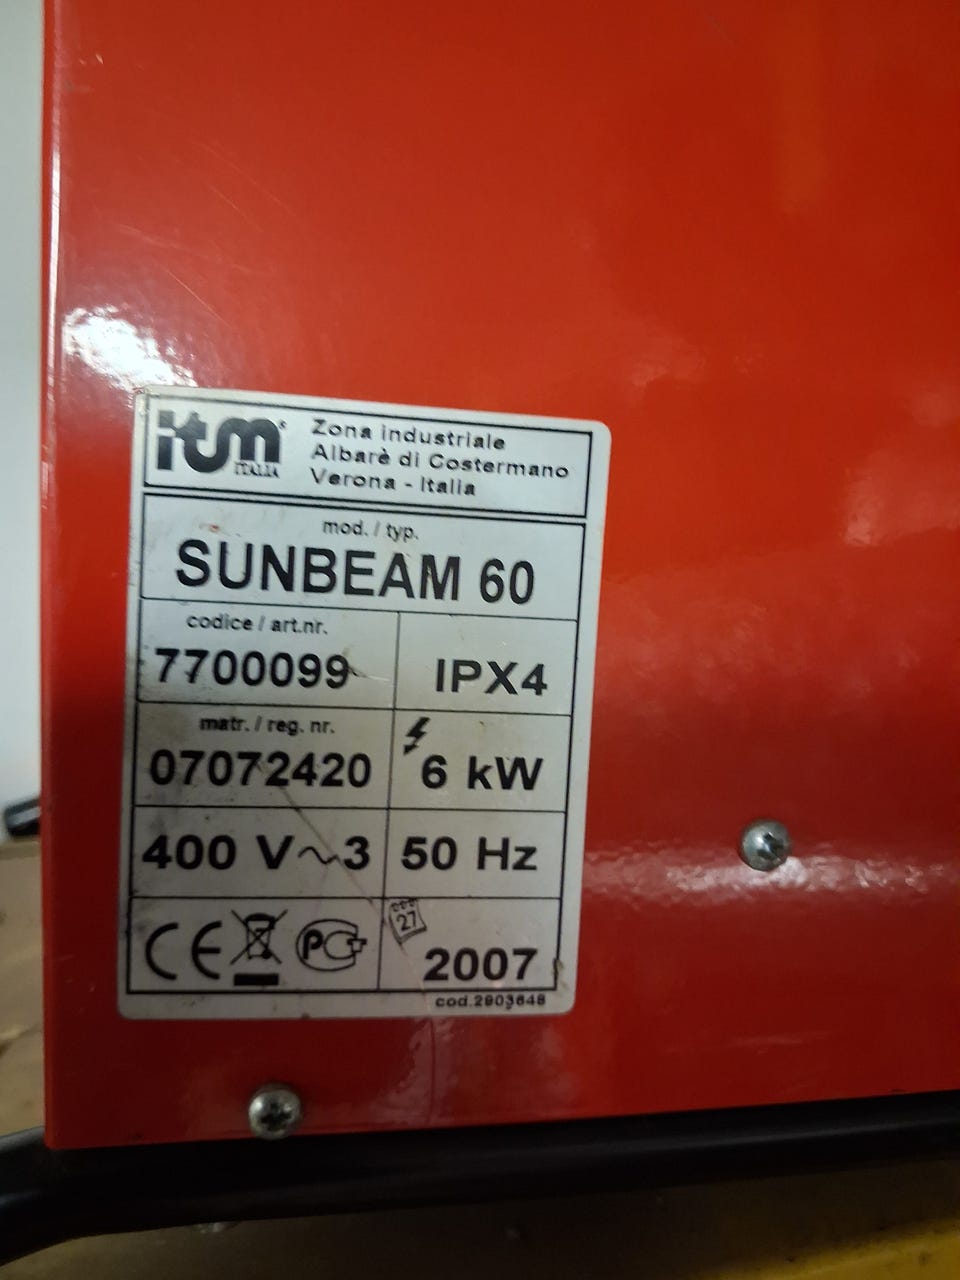 itm®
ITALIA
Zona industriale
Albarè di Costermano
Verona - Italia
mod. / typ.
SUNBEAM 60
codice / art.nr.
7700099
IPX4
matr. / reg. nr.
07072420
6 kW
400 V~3
50 Hz
CE
PC
27
2007
cod.2903648